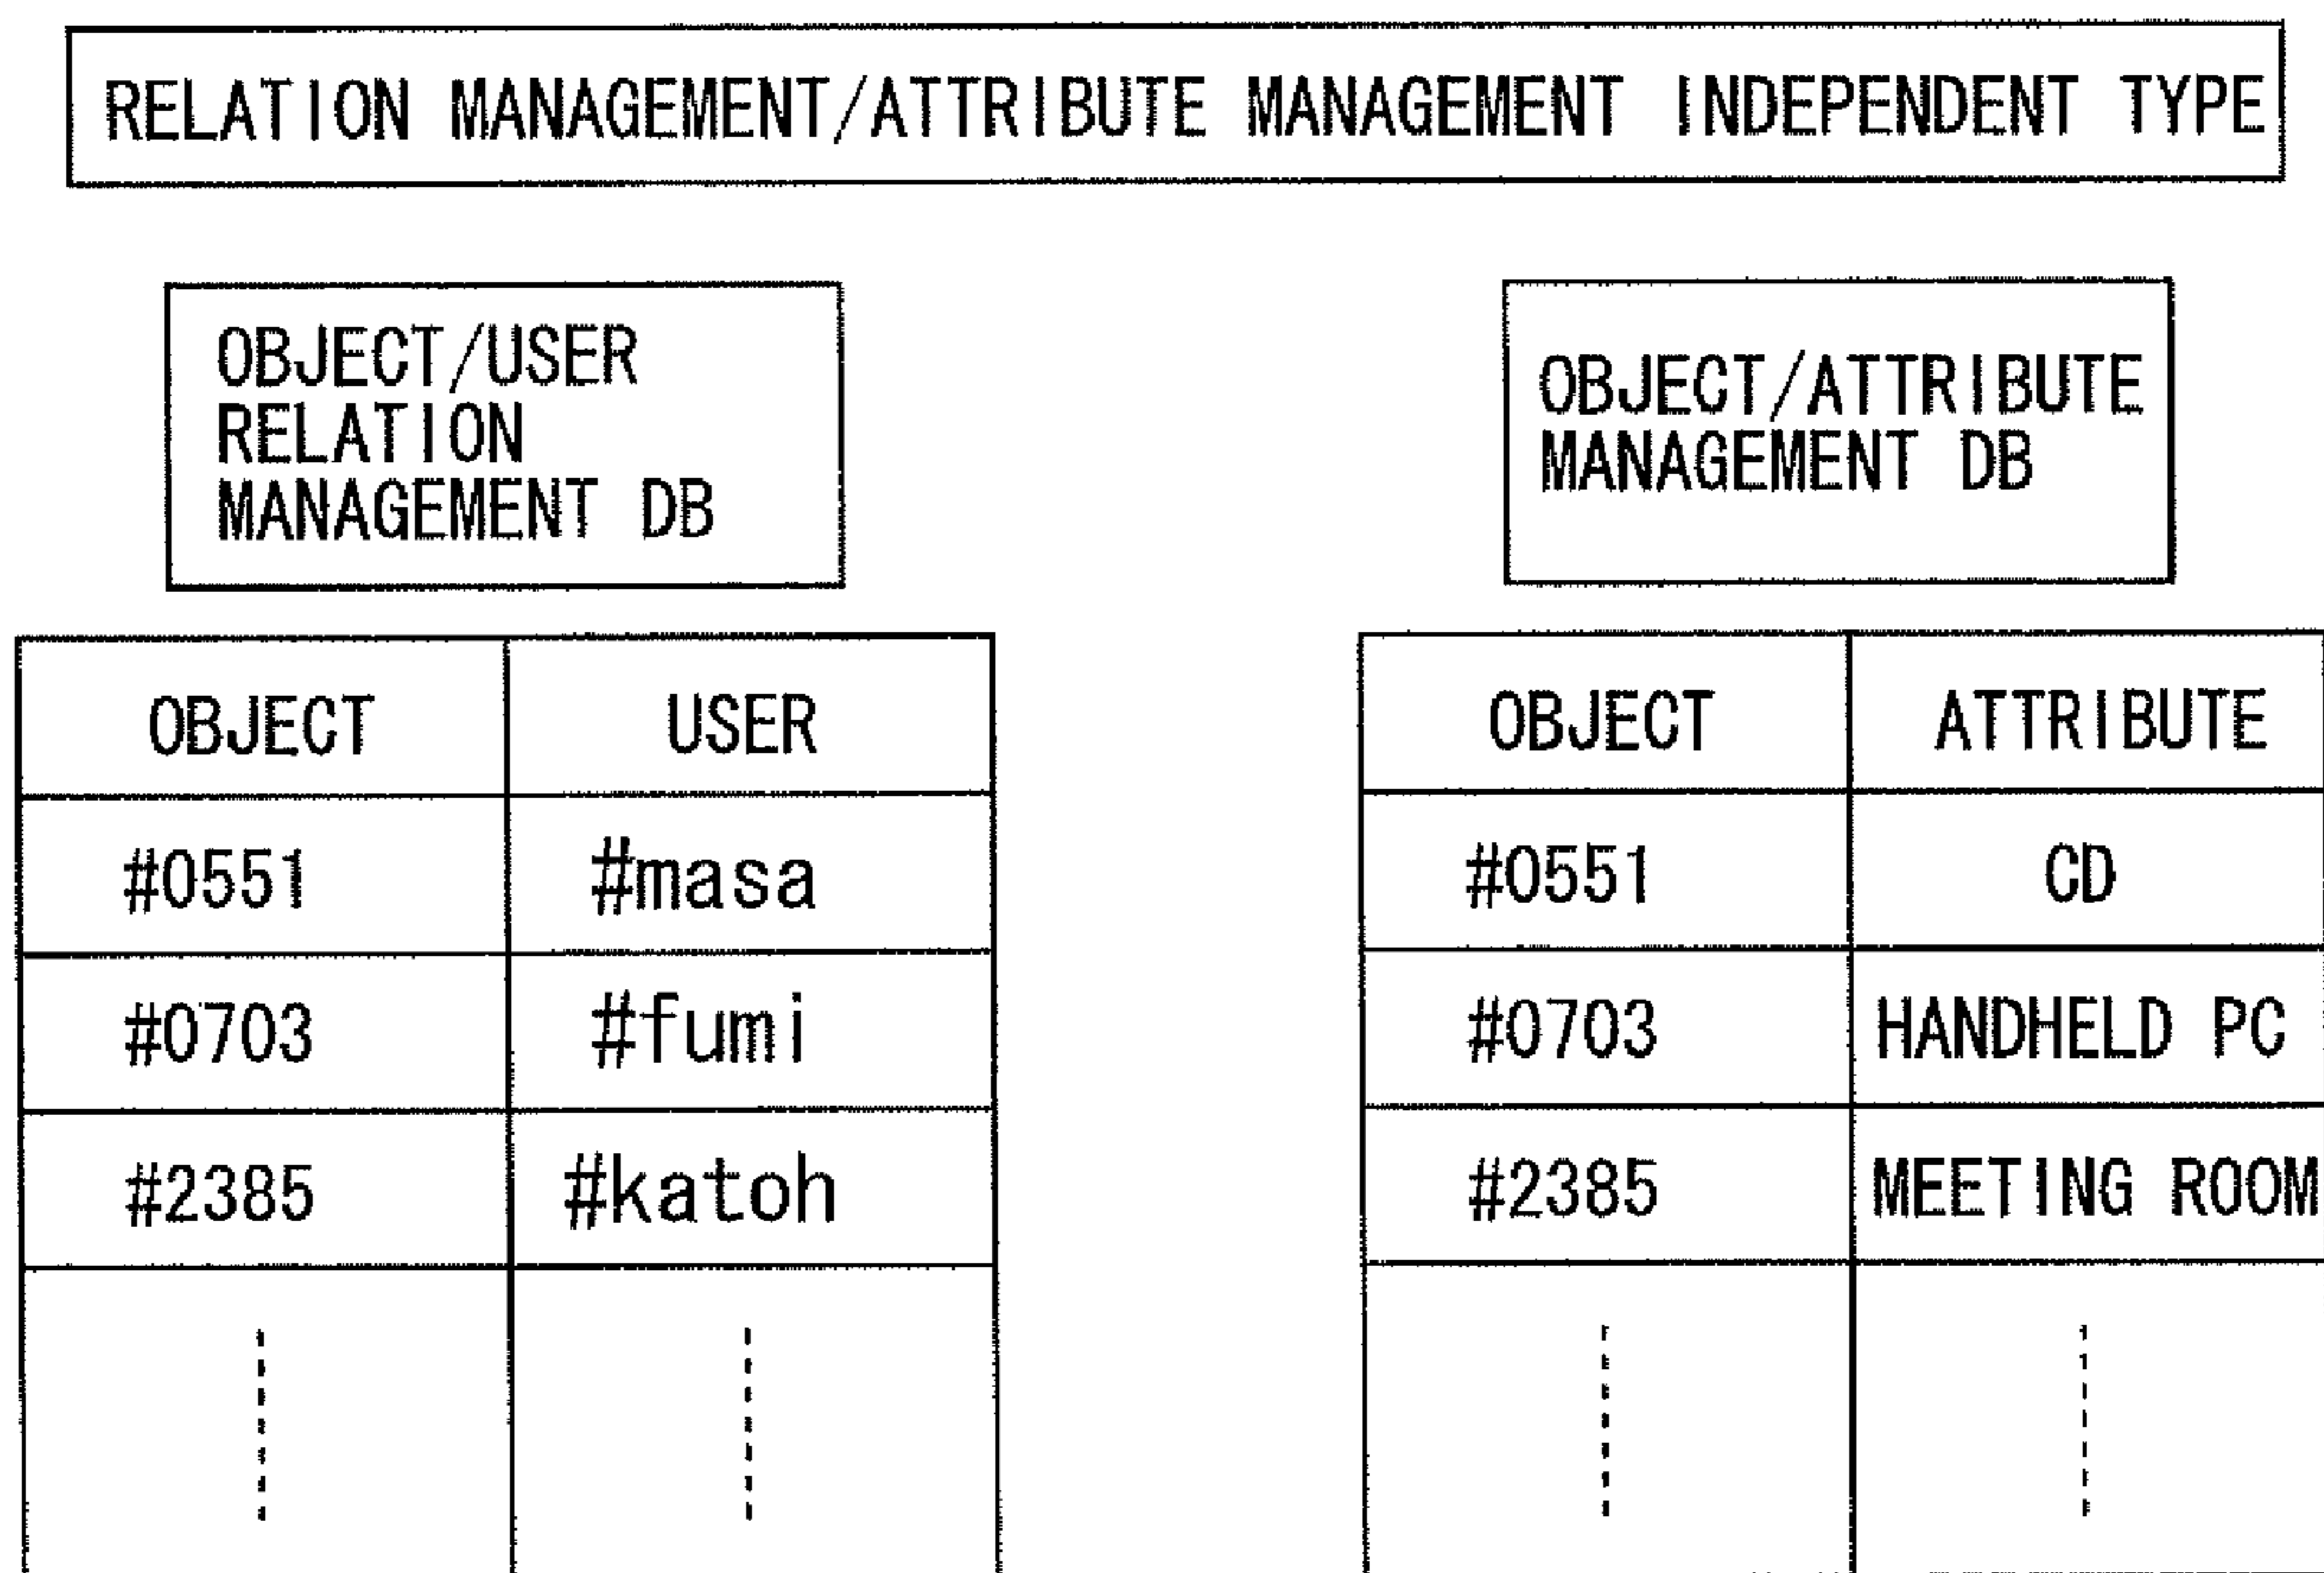 RELATION MANAGEMENT/ATTRIBUTE MANAGEMENT INDEPENDENT TYPE
OBJECT/USER
RELATION
MANAGEMENT DB
OBJECT USER
#0551 #masa
#0703 #fumi
#2385 #katoh
OBJECT/ATTRIBUTE
MANAGEMENT DB
OBJECT ATTRIBUTE
#0551 CD
#0703 HANDHELD PC
#2385 MEETING ROOM